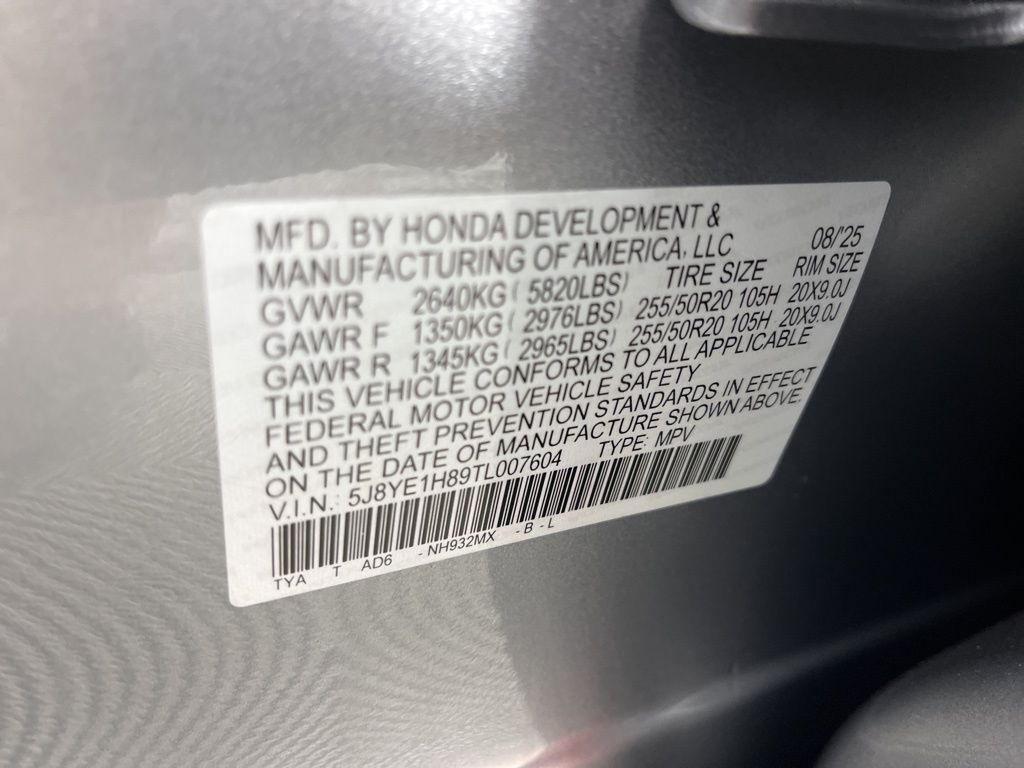 MFD. BY HONDA DEVELOPMENT &
MANUFACTURING OF AMERICA, LLC 08/'25
GVWR 2640KG ( 5820LBS) TIRE SIZE RIM SIZE
GAWR F 1350KG ( 2976LBS) 255/50R20 105H 20X9.0J
GAWR R 1345KG ( 2965LBS) 255/50R20 105H 20X9.0J
THIS VEHICLE CONFORMS TO ALL APPLICABLE
FEDERAL MOTOR VEHICLE SAFETY
AND THEFT PREVENTION STANDARDS IN EFFECT
ON THE DATE OF MANUFACTURE SHOWN ABOVE.
V.I.N.: 5J8YE1H89TL007604 TYPE: MPV
TYA T AD6 - NH932MX - B - L